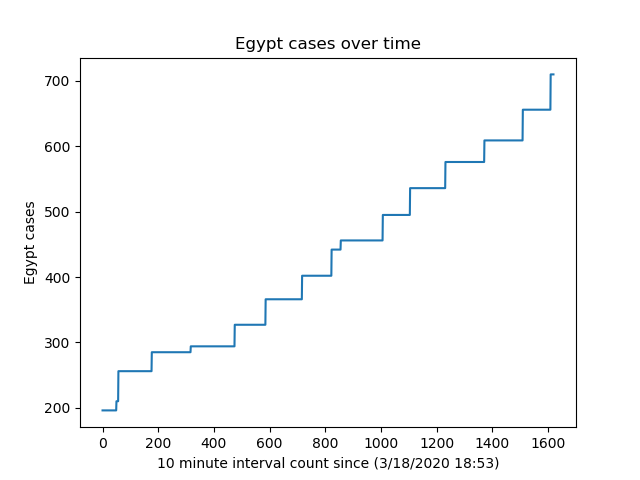 Egypt cases over time
700
600
500
400
300
200
Egypt cases
0 200 400 600 800 1000 1200 1400 1600
10 minute interval count since (3/18/2020 18:53)